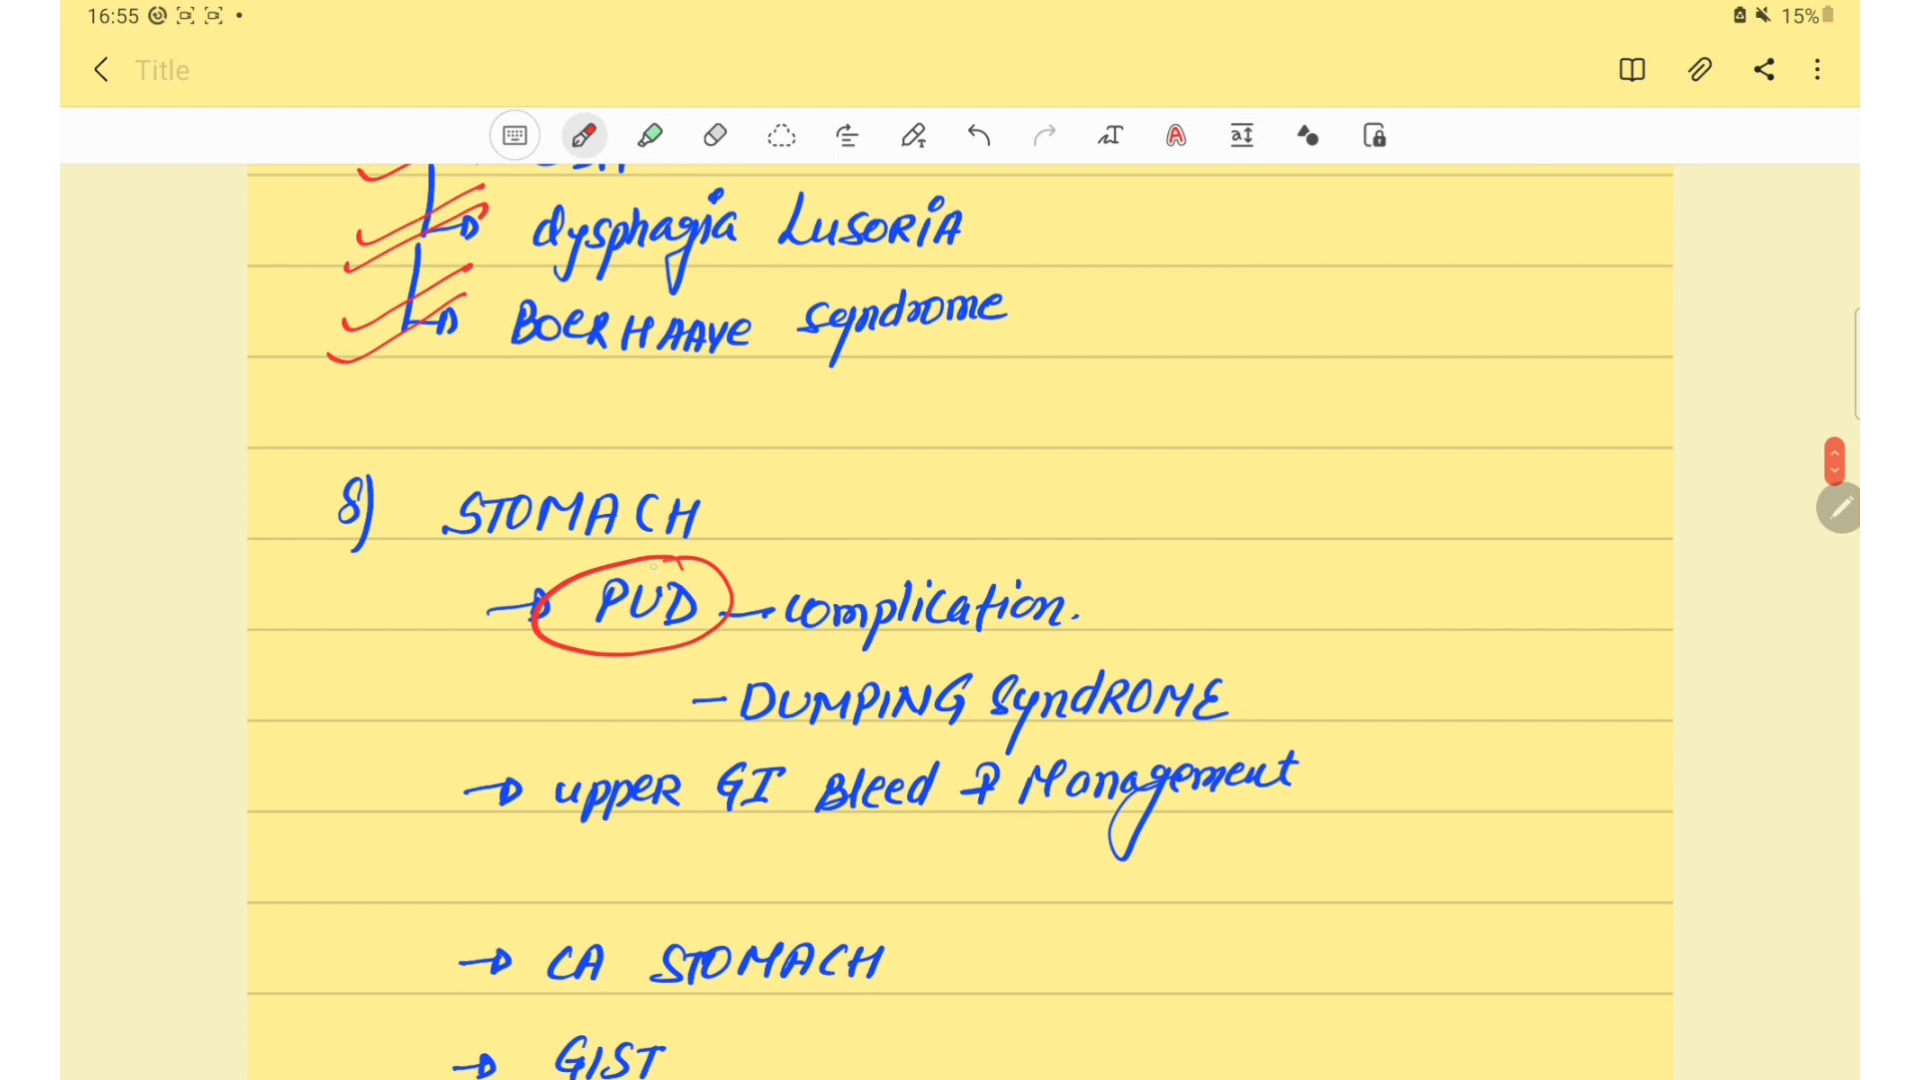 16:55
15%
Title
dysphagia LUSORIA
BOERHAAVE syndrome
8) STOMACH
→ PUD - complication.
- DUMPING SyndROME
→ uppeR GI Bleed & Management
→ CA STOMACH
→ GIST